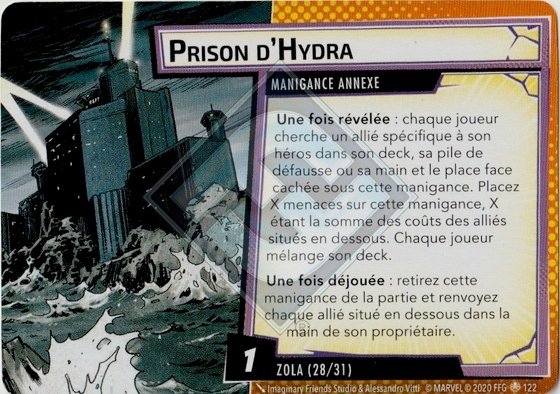 PRISON D'HYDRA
MANIGANCE ANNEXE
Une fois révélée : chaque joueur
cherche un allié spécifique à son
héros dans son deck, sa pile de
défausse ou sa main et le place face
cachée sous cette manigance. Placez
X menaces sur cette manigance, X
étant la somme des coûts des alliés
situés en dessous. Chaque joueur
mélange son deck.
Une fois déjouée : retirez cette
manigance de la partie et renvoyez
chaque allié situé en dessous dans la
main de son propriétaire.
1
ZOLA (28/31)
Imaginary Friends Studio & Alessandro Vitti © MARVEL © 2020 FFG 122
RAFT